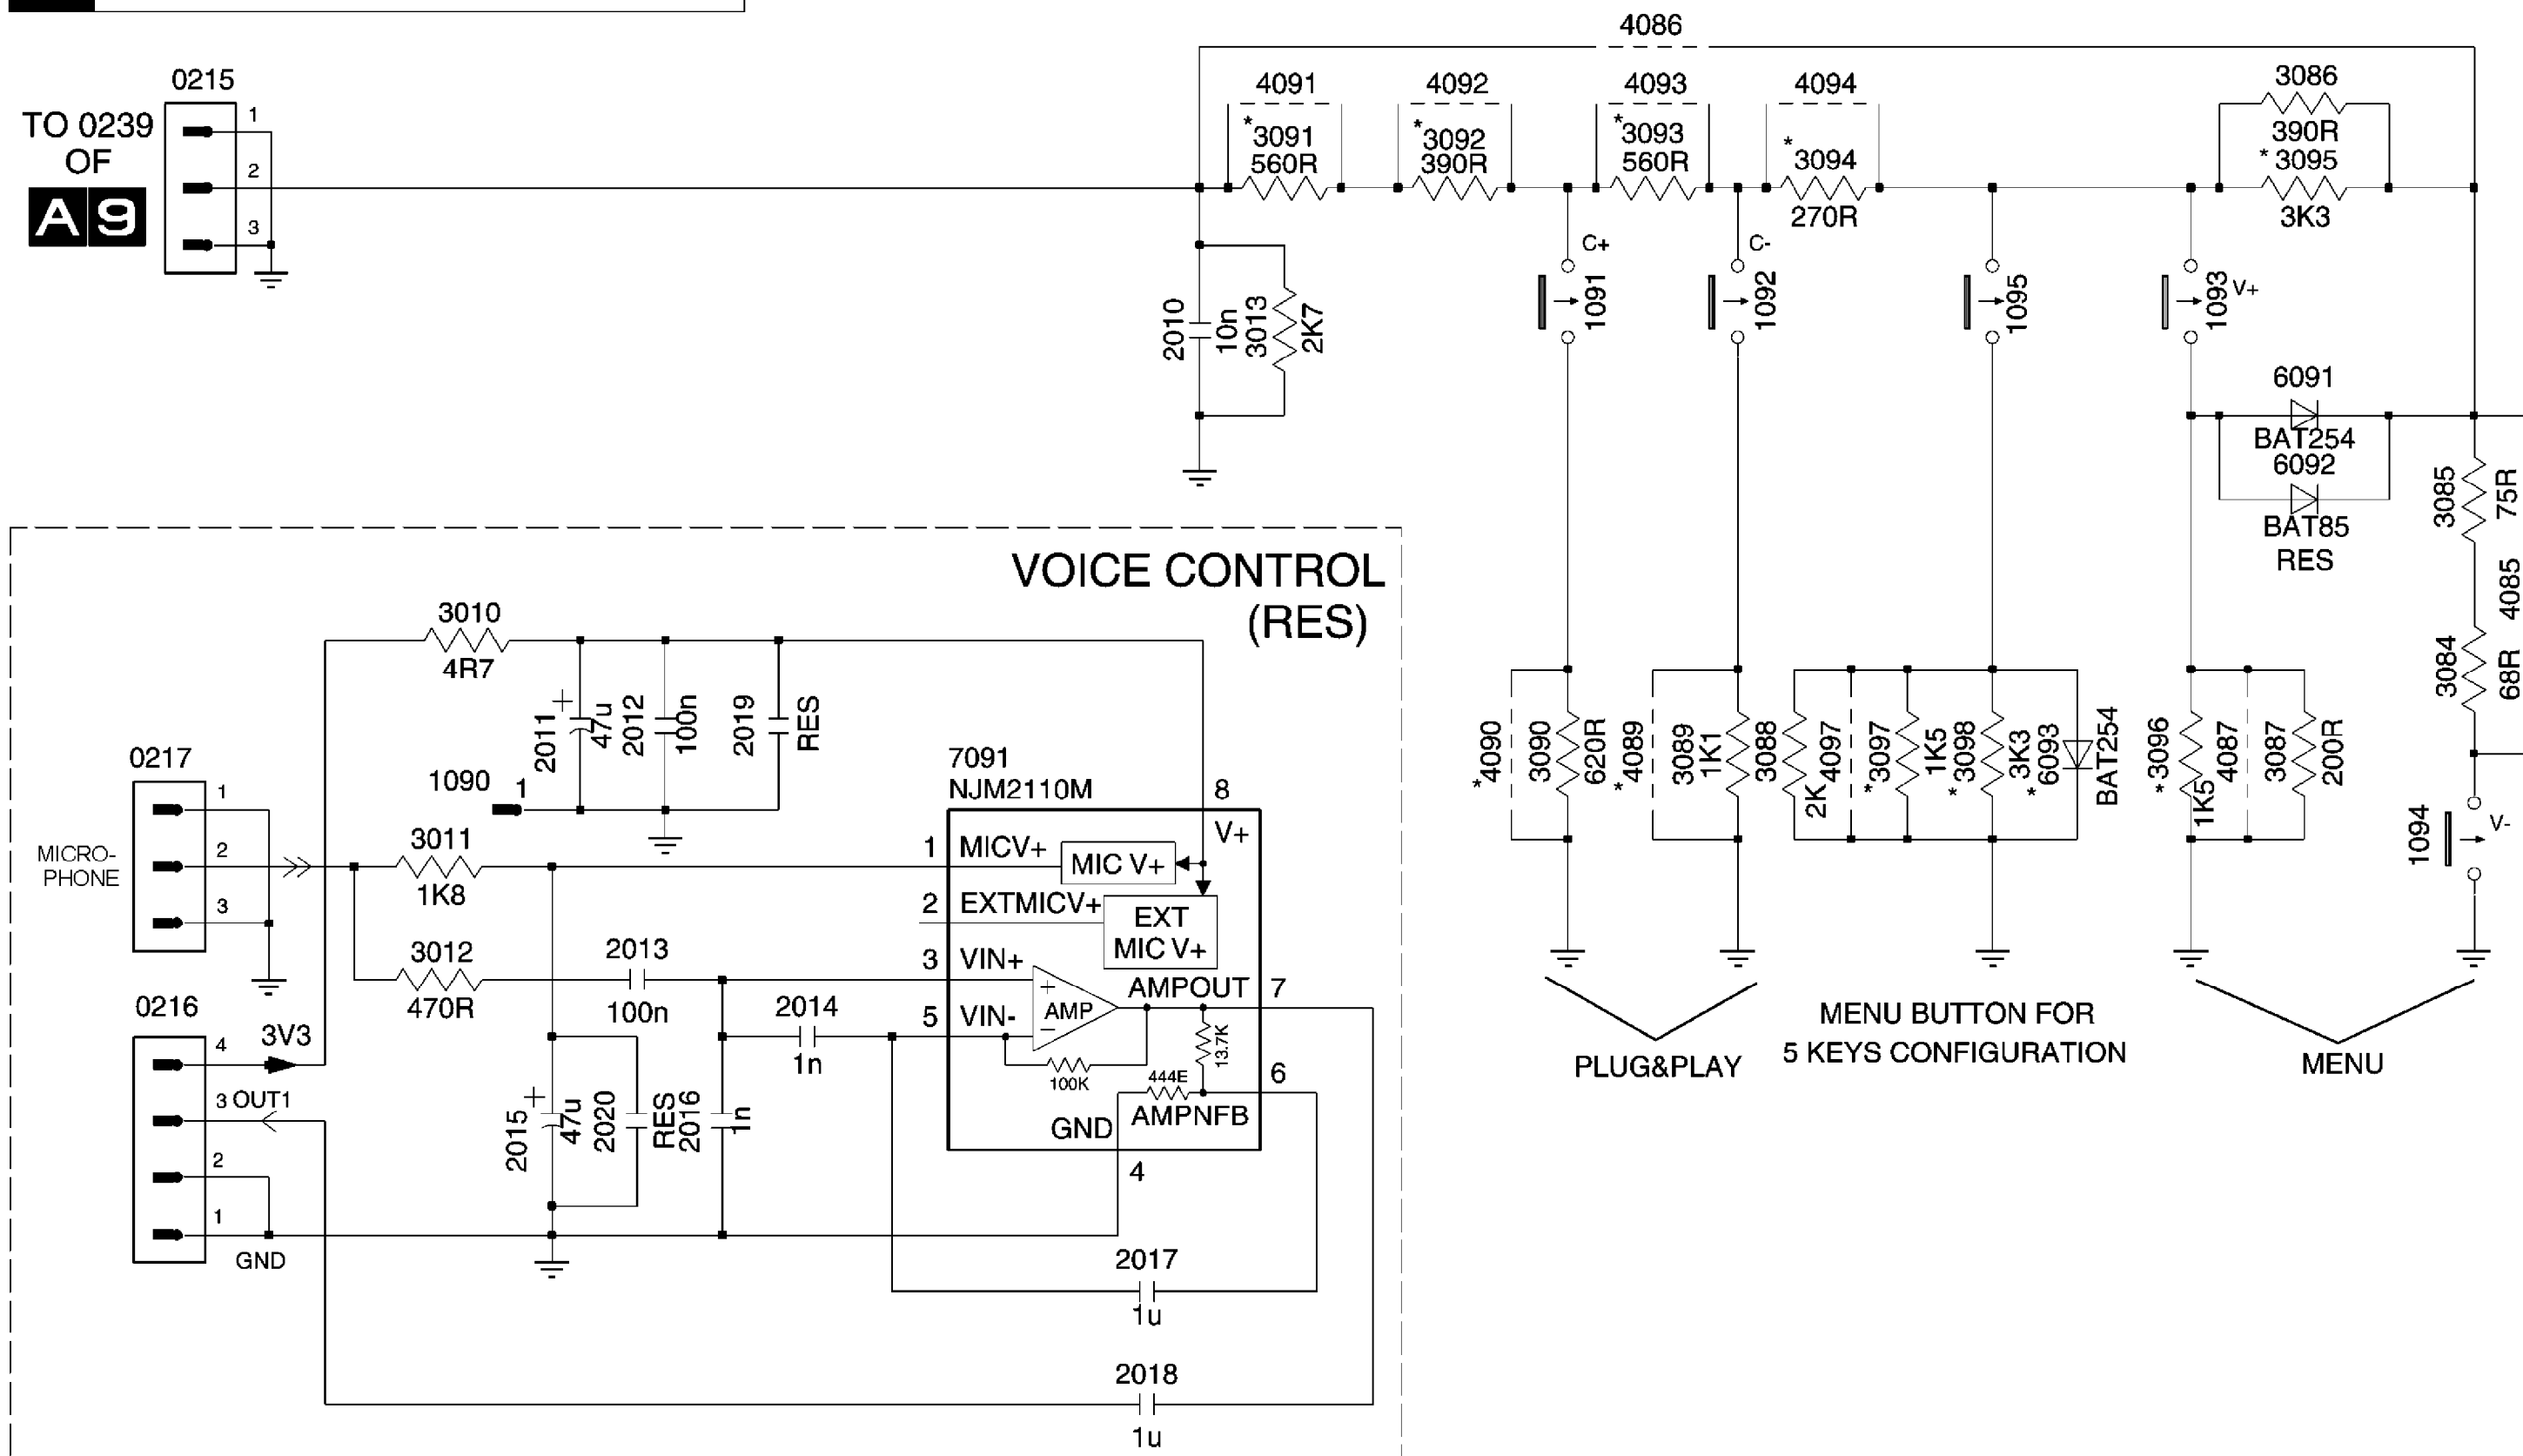 4086
0215
TO 0239
OF
A 9
1
2
3
4091
*3091
560R
4092
*3092
390R
4093
*3093
560R
4094
*3094
270R
3086
390R
*3095
3K3
C+
1091
C-
1092
1095
1093
V+
2010
10n
3013
2K7
6091
BAT254
6092
BAT85
RES
3085
75R
4085
3084
68R
VOICE CONTROL
(RES)
3010
4R7
2011
+
47u
2012
100n
2019
RES
1090
1
0217
1
2
3
MICRO-
PHONE
3011
1K8
3012
470R
2013
100n
2014
1n
7091
NJM2110M
8
V+
1
MICV+
MIC V+
2
EXTMICV+
EXT
MIC V+
3
VIN+
+
AMP
-
5
VIN-
AMPOUT
7
13.7K
100K
444E
6
AMPNFB
GND
4
0216
4
3V3
3
OUT1
2
1
GND
2015
+
47u
2020
RES
2016
1n
2017
1u
2018
1u
*4090
3090
620R
*4089
3089
1K1
3088
2K
4097
*3097
1K5
*3098
3K3
*6093
BAT254
*3096
1K5
4087
3087
200R
1094
V-
PLUG&PLAY
MENU BUTTON FOR
5 KEYS CONFIGURATION
MENU